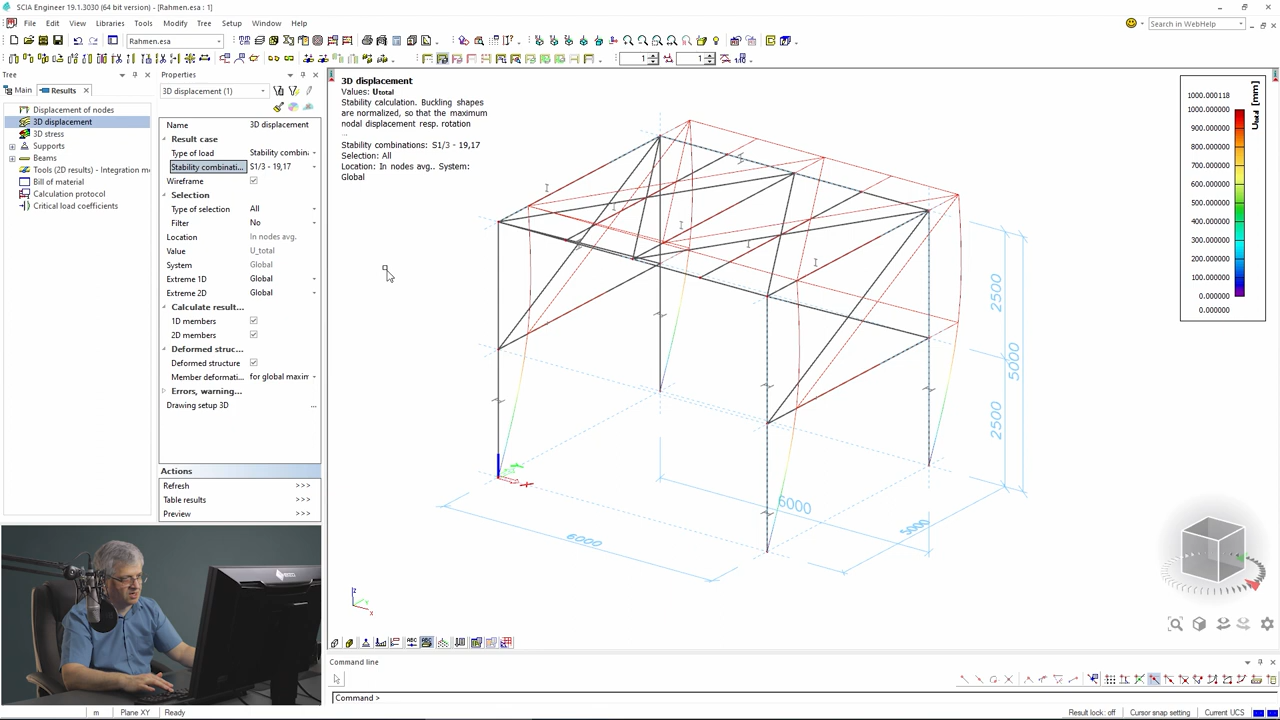 SCIA Engineer 19.1.3030 (64 bit version) - [Rahmen.esa : 1]
File Edit View Libraries Tools Modify Tree Setup Window Help
Search in WebHelp
Rahmen.esa
1 1
Tree
Main Results
Displacement of nodes
3D displacement
3D stress
Supports
Beams
Tools (2D results) - Integration m
Bill of material
Calculation protocol
Critical load coefficients
Properties
3D displacement (1)
Name 3D displacement
Result case
Type of load Stability combin
Stability combinati... S1/3 - 19,17
Wireframe
Selection
Type of selection All
Filter No
Location In nodes avg.
Value U_total
System Global
Extreme 1D Global
Extreme 2D Global
Calculate result...
1D members
2D members
Deformed struc...
Deformed structure
Member deformati... for global maxim
Errors, warning...
Drawing setup 3D ...
Actions
Refresh >>>
Table results >>>
Preview >>>
3D displacement
Values: Utotal
Stability calculation. Buckling shapes
are normalized, so that the maximum
nodal displacement resp. rotation
..
Stability combinations: S1/3 - 19,17
Selection: All
Location: In nodes avg.. System:
Global
1000.000118
1000.000000
900.000000
800.000000
700.000000
600.000000
500.000000
400.000000
300.000000
200.000000
100.000000
0.000000
0.000000
Utotal [mm]
2500
5000
2500
6000
5000
6000
z
y
x
Command line
Command >
m Plane XY Ready
Result lock: off Cursor snap setting Current UCS